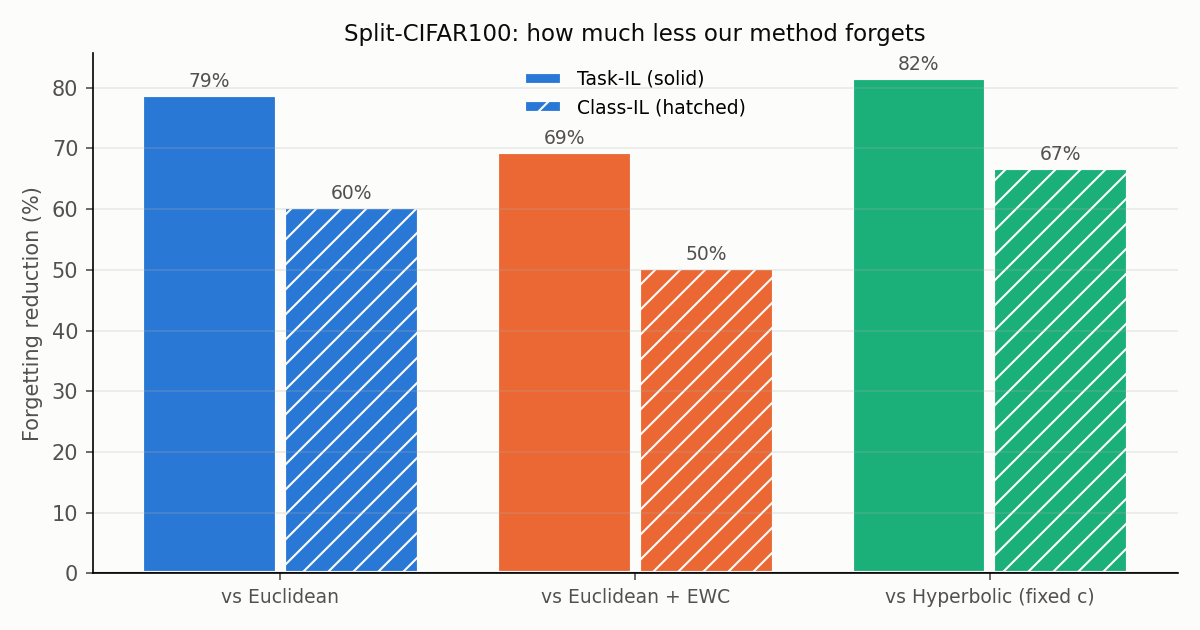 Split-CIFAR100: how much less our method forgets
Task-IL (solid)
Class-IL (hatched)
Forgetting reduction (%)
80
70
60
50
40
30
20
10
0
79%
60%
69%
50%
82%
67%
vs Euclidean
vs Euclidean + EWC
vs Hyperbolic (fixed c)